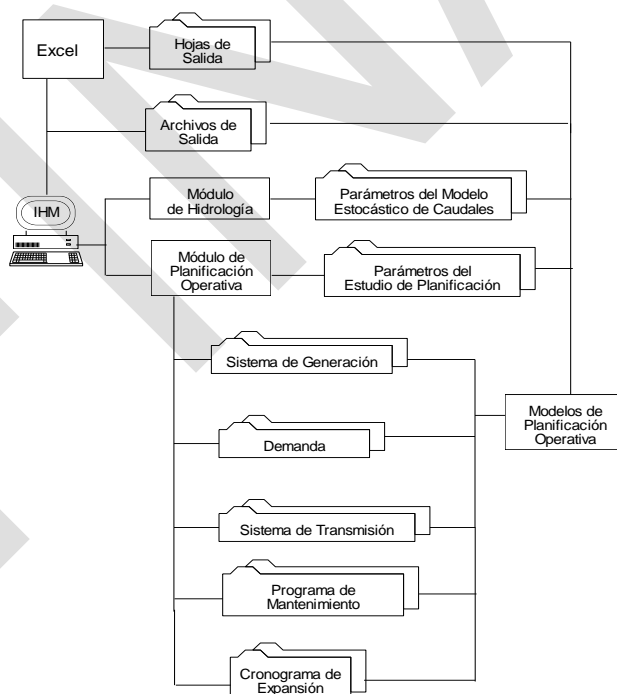 Excel
Hojas de
Salida
Archivos de
Salida
IHM
Módulo
de Hidrología
Parámetros del Modelo
Estocástico de Caudales
Módulo de
Planificación
Operativa
Parámetros del
Estudio de Planificación
Sistema de Generación
Modelos de
Planificación
Operativa
Demanda
Sistema de Transmisión
Programa de
Mantenimiento
Cronograma de
Expansión